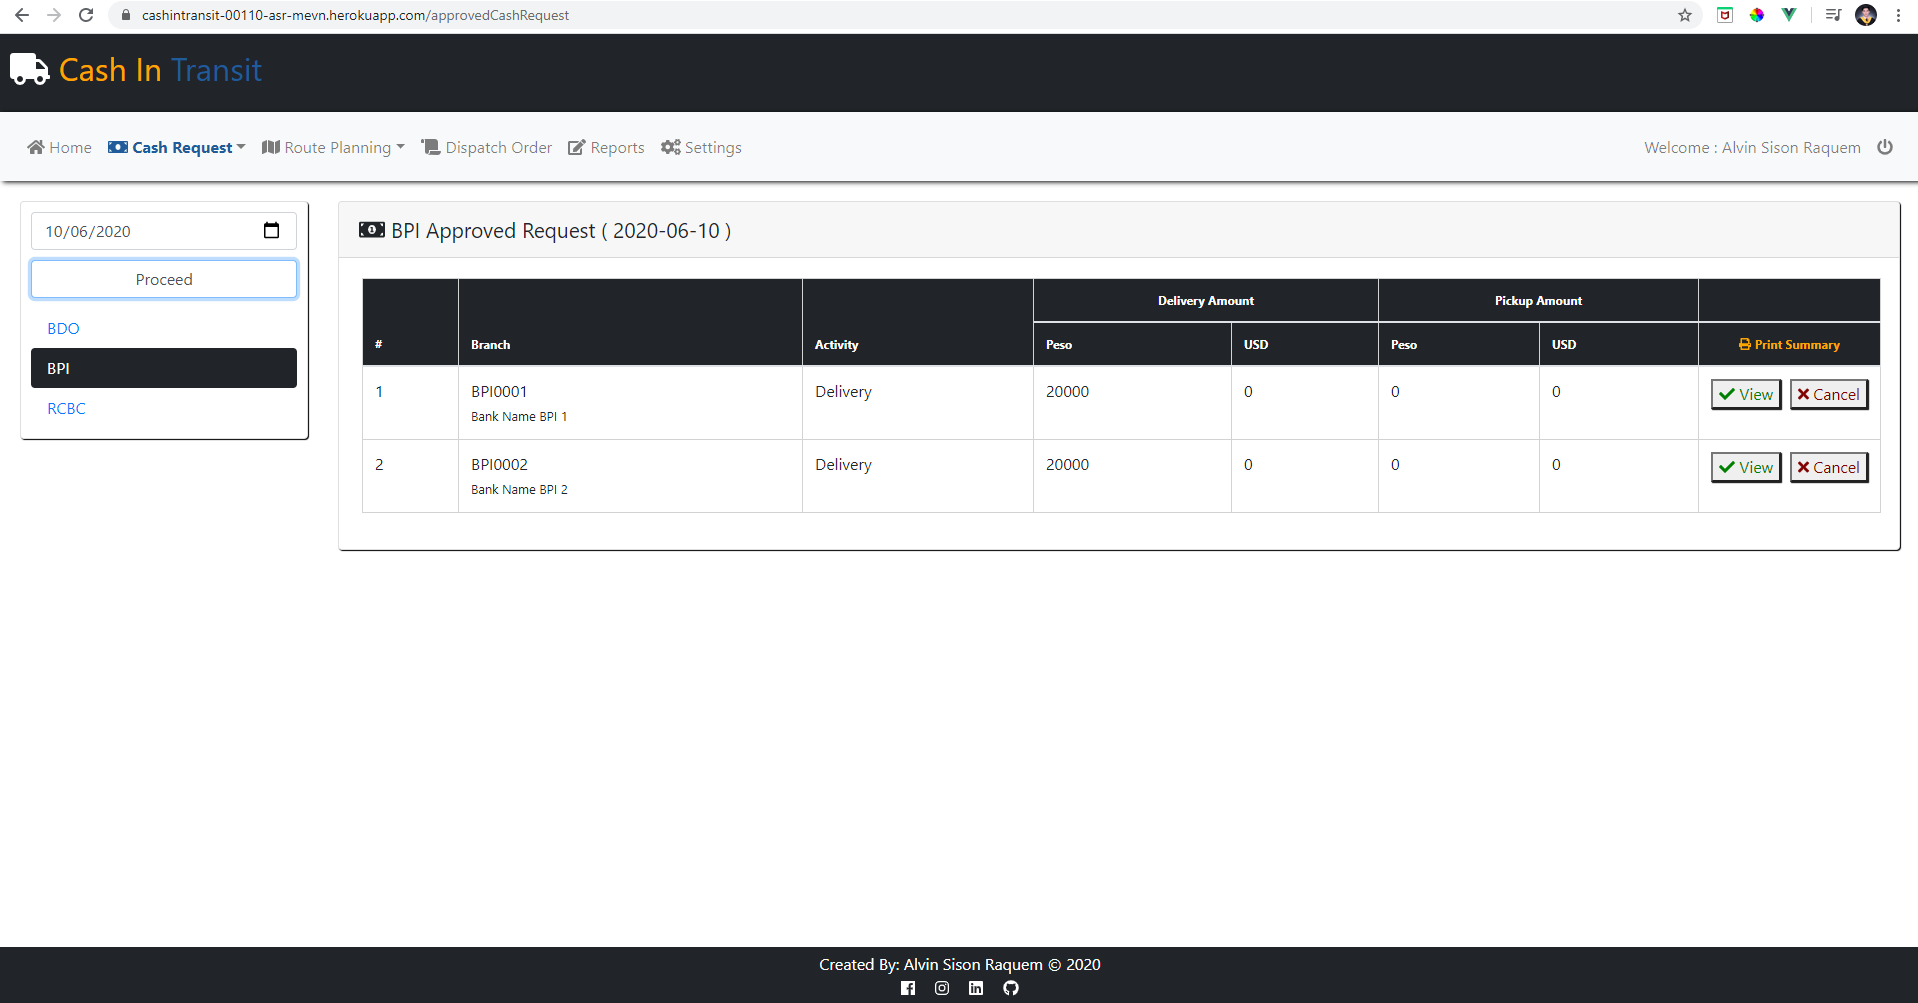 cashintransit-00110-asr-mevn.herokuapp.com/approvedCashRequest
Cash In Transit
Home Cash Request Route Planning Dispatch Order Reports Settings Welcome : Alvin Sison Raquem
10/06/2020
Proceed
BDO
BPI
RCBC
BPI Approved Request ( 2020-06-10 )
Delivery Amount Pickup Amount
# Branch Activity Peso USD Peso USD Print Summary
1 BPI0001 Delivery 20000 0 0 0 View Cancel
Bank Name BPI 1
2 BPI0002 Delivery 20000 0 0 0 View Cancel
Bank Name BPI 2
Created By: Alvin Sison Raquem © 2020